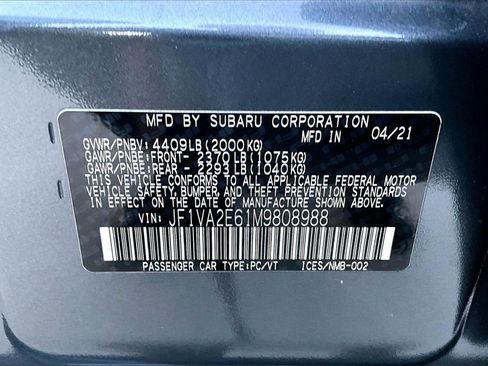 MFD BY SUBARU CORPORATION
MFD IN 04/21
GVWR/PNBV: 4409LB(2000KG)
GAWR/PNBE:FRONT- 2370LB(1075KG)
GAWR/PNBE:REAR - 2293LB(1040KG)
THIS VEHICLE CONFORMS TO ALL APPLICABLE FEDERAL MOTOR
VEHICLE SAFETY,BUMPER, AND THEFT PREVENTION STANDARDS
IN EFFECT ON THE DATE OF MANUFACTURE SHOWN ABOVE.
VIN: JF1VA2E61M9808988
PASSENGER CAR TYPE:PC/VT ICES/NMB-002